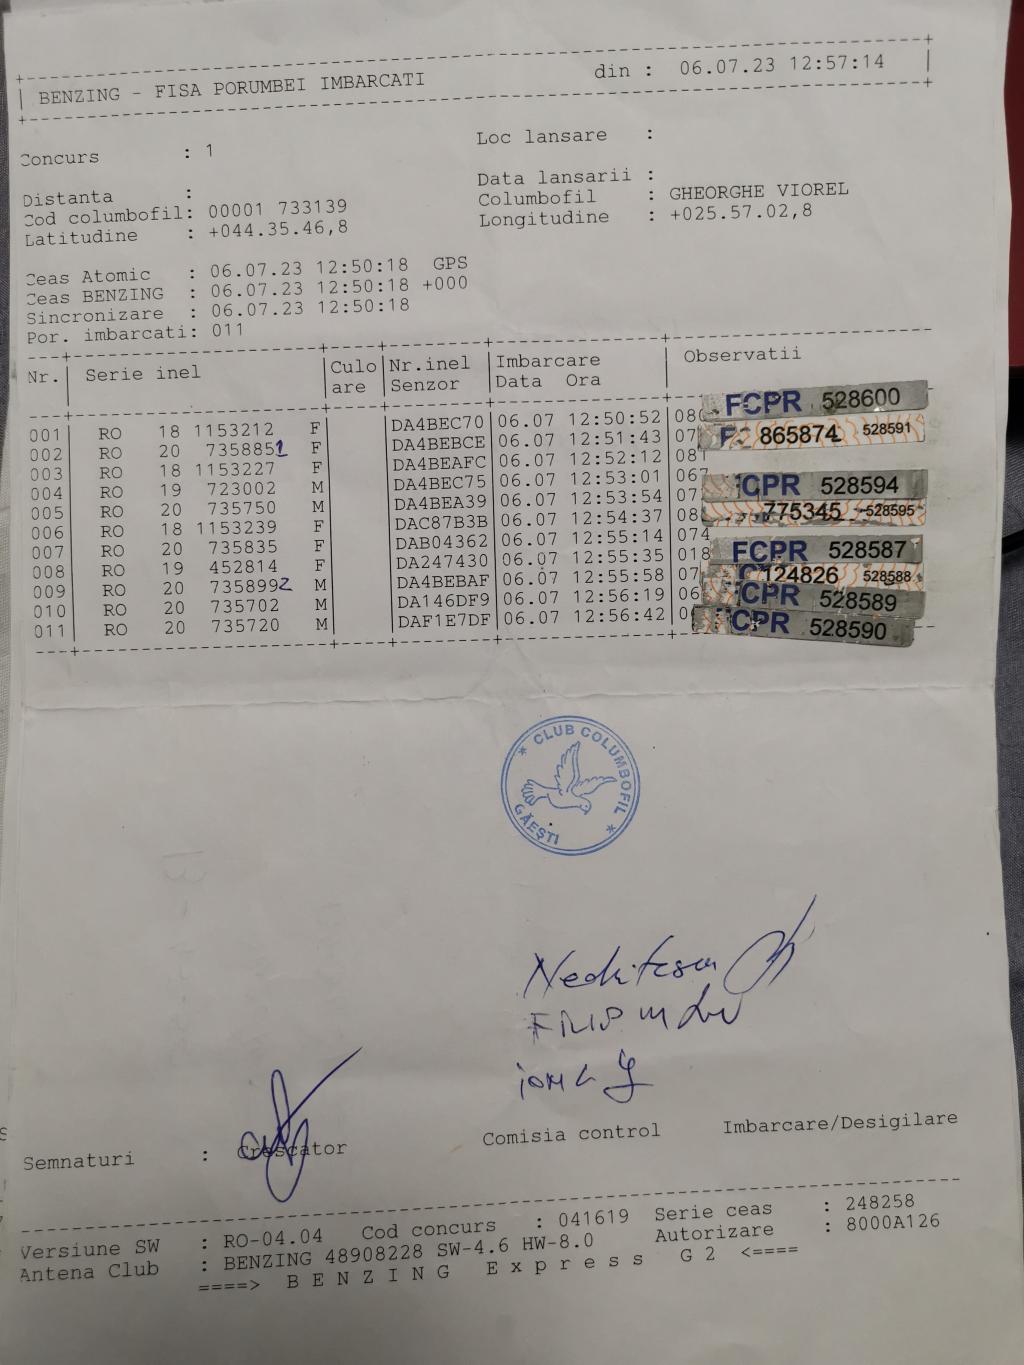 BENZING - FISA PORUMBEI IMBARCATI din : 06.07.23 12:57:14
Concurs : 1 Loc lansare :
Distanta : Data lansarii :
Cod columbofil: 00001 733139 Columbofil : GHEORGHE VIOREL
Latitudine : +044.35.46,8 Longitudine : +025.57.02,8
Ceas Atomic : 06.07.23 12:50:18 GPS
Ceas BENZING : 06.07.23 12:50:18 +000
Sincronizare : 06.07.23 12:50:18
Por. imbarcati: 011
Nr. Serie inel Culo Nr.inel Imbarcare Observatii
are Senzor Data Ora
001 RO 18 1153212 F DA4BEC70 06.07 12:50:52 FCPR 528600
002 RO 20 7358851 F DA4BEBCE 06.07 12:51:43 865874 528591
003 RO 18 1153227 F DA4BEAFC 06.07 12:52:12
004 RO 19 723002 M DA4BEC75 06.07 12:53:01 067 CPR 528594
005 RO 20 735750 M DA4BEA39 06.07 12:53:54 775345 528595
006 RO 18 1153239 F DAC87B3B 06.07 12:54:37
007 RO 20 735835 F DAB04362 06.07 12:55:14 074 FCPR 528587
008 RO 19 452814 F DA247430 06.07 12:55:35 018 124826 528588
009 RO 20 7358992 M DA4BEBAF 06.07 12:55:58 CPR 528589
010 RO 20 735702 M DA146DF9 06.07 12:56:19
011 RO 20 735720 M DAF1E7DF 06.07 12:56:42 CPR 528590
* CLUB COLUMBOFIL *
GĂEȘTI
Semnaturi : Crescator Comisia control Imbarcare/Desigilare
Versiune SW : RO-04.04 Cod concurs : 041619 Serie ceas : 248258
Antena Club : BENZING 48908228 SW-4.6 HW-8.0 Autorizare : 8000A126
====> B E N Z I N G E x p r e s s G 2 <====